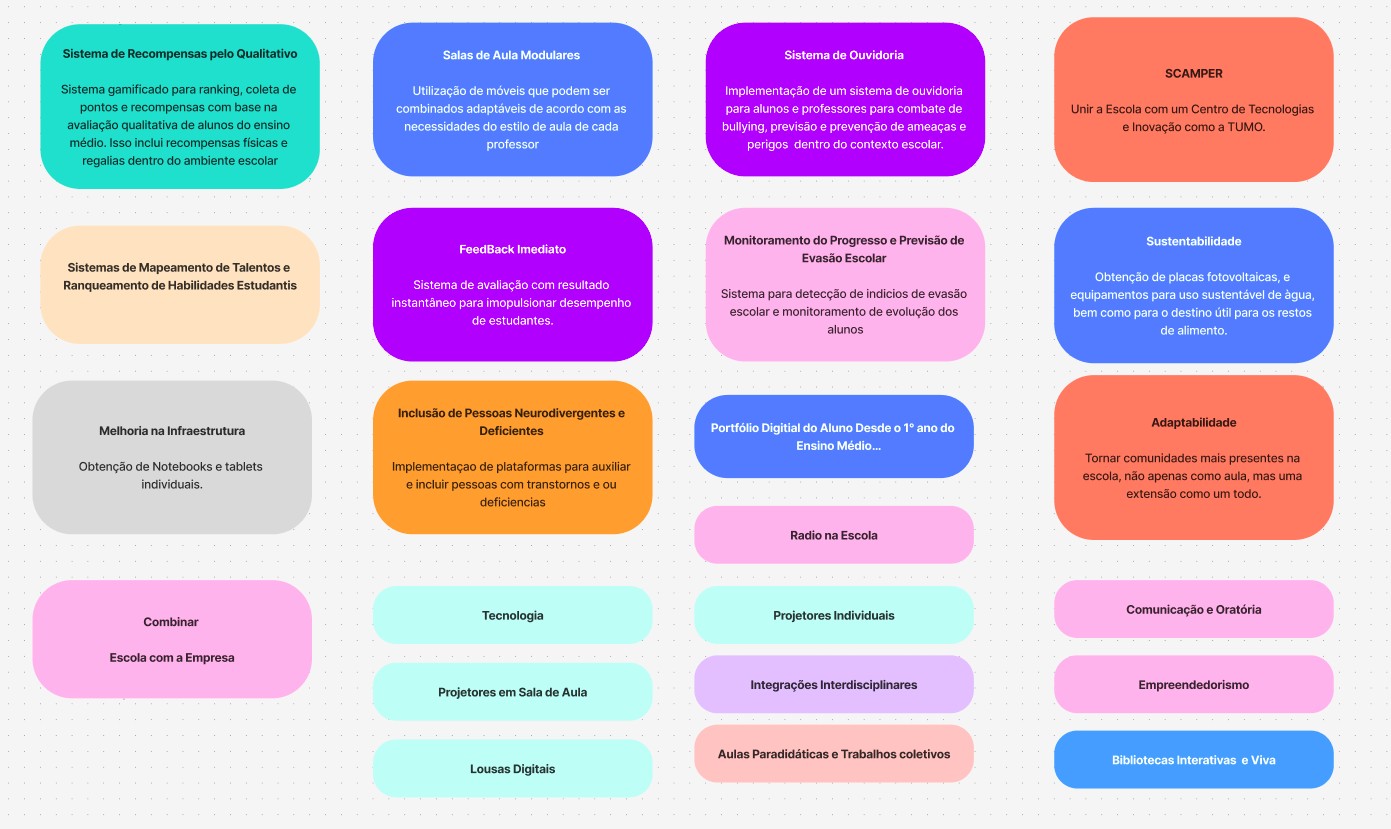 Sistema de Recompensas pelo Qualitativo
Sistema gamificado para ranking, coleta de
pontos e recompensas com base na
avaliação qualitativa de alunos do ensino
médio. Isso inclui recompensas físicas e
regalias dentro do ambiente escolar
Salas de Aula Modulares
Utilização de móveis que podem ser
combinados adaptáveis de acordo com as
necesidades do estilo de aula de cada
professor
Sistema de Ouvidoria
Implementação de um sistema de ouvidoria
para alunos e professores para combate de
bullying, previsão e prevenção de ameaças e
perigos dentro do contexto escolar.
SCAMPER
Unir a Escola com um Centro de Tecnologias
e Inovação como a TUMO.
Sistemas de Mapeamento de Talentos e
Ranqueamento de Habilidades Estudantis
FeedBack Imediato
Sistema de avaliação com resultado
instantâneo para imopulsionar desempenho
de estudantes.
Monitoramento do Progresso e Previsão de
Evasão Escolar
Sistema para detecção de indicios de evasão
escolar e monitoramento de evolução dos
alunos
Sustentabilidade
Obtenção de placas fotovoltaicas, e
equipamentos para uso sustentável de àgua,
bem como para o destino útil para os restos
de alimento.
Melhoria na Infraestrutura
Obtenção de Notebooks e tablets
individuais.
Inclusão de Pessoas Neurodivergentes e
Deficientes
Implementaçao de plataformas para auxiliar
e incluir pessoas com transtornos e ou
deficiencias
Portfólio Digitial do Aluno Desde o 1° ano do
Ensino Médio...
Radio na Escola
Adaptabilidade
Tornar comunidades mais presentes na
escola, não apenas como aula, mas uma
extensão como um todo.
Combinar
Escola com a Empresa
Tecnologia
Projetores em Sala de Aula
Lousas Digitais
Projetores Individuais
Integrações Interdisciplinares
Aulas Paradidáticas e Trabalhos coletivos
Comunicação e Oratória
Empreendedorismo
Bibliotecas Interativas e Viva